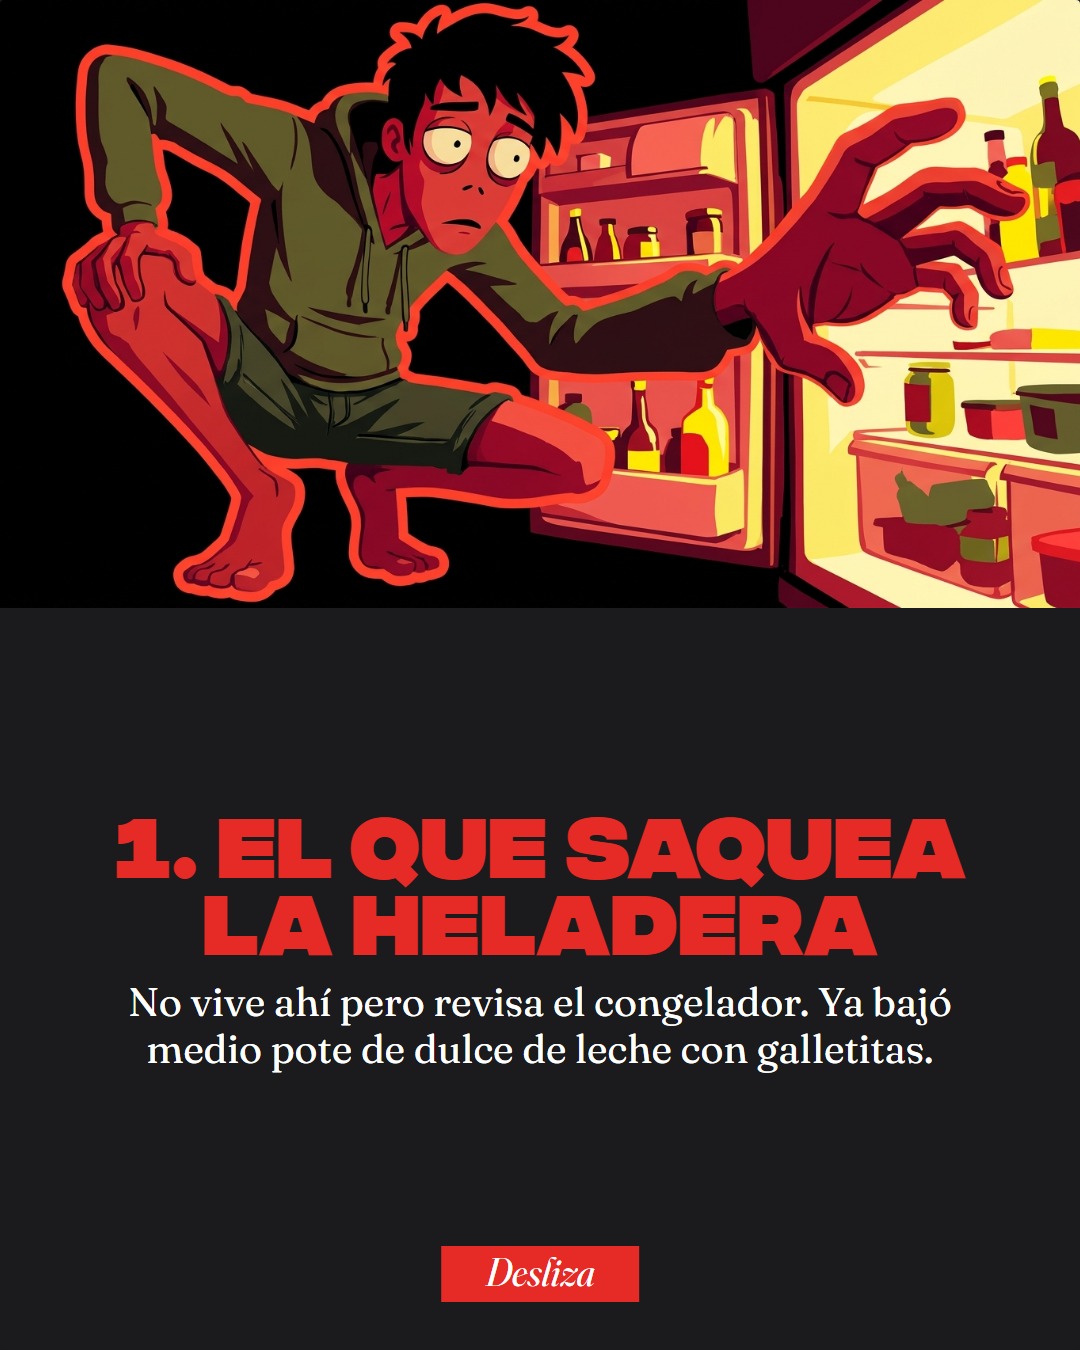 1. EL QUE SAQUEA
LA HELADERA
No vive ahí pero revisa el congelador. Ya bajó
medio pote de dulce de leche con galletitas.
Desliza